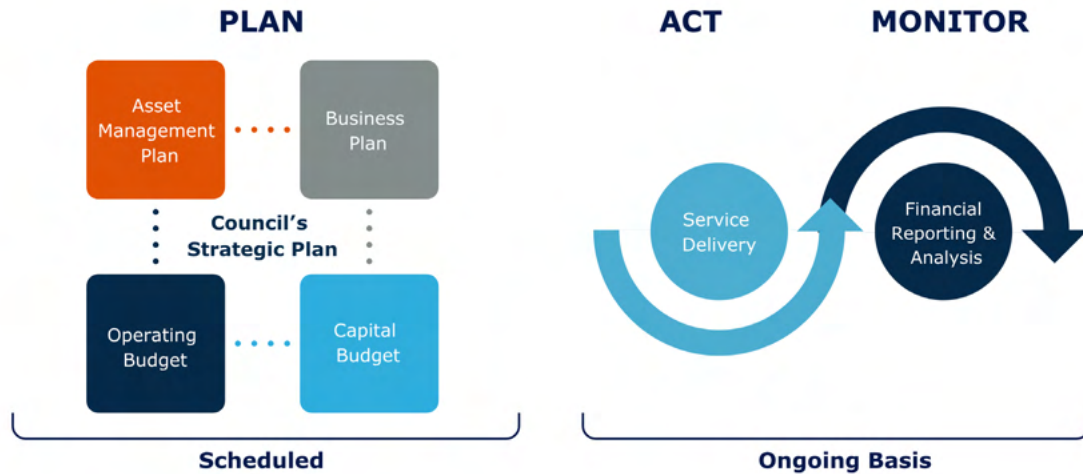 PLAN
ACT
MONITOR
Asset
Management
Plan
Business
Plan
Council's
Strategic Plan
Operating
Budget
Capital
Budget
Service
Delivery
Financial
Reporting &
Analysis
Scheduled
Ongoing Basis